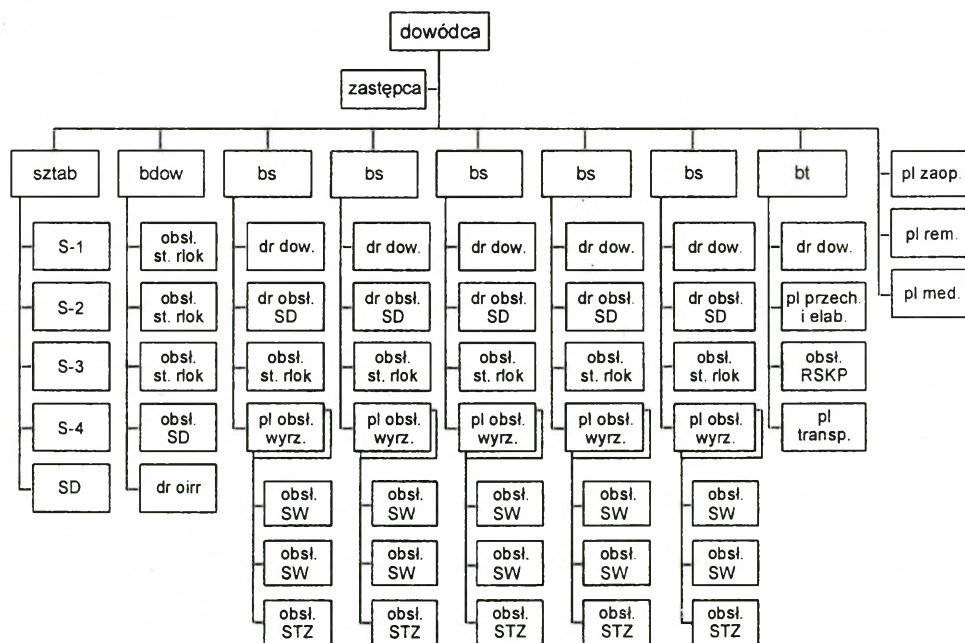 dowódca
zastępca
sztab bdow bs bs bs bs bs bt pl zaop.
S-1 obsł. dr dow. dr dow. dr dow. dr dow. dr dow. dr dow. pl rem.
st. rlok
S-2 obsł. dr obsł. dr obsł. dr obsł. dr obsł. dr obsł. pl przech. pl med.
st. rlok SD SD SD SD SD i elab.
S-3 obsł. obsł. obsł. obsł. obsł. obsł. obsł.
st. rlok st. rlok st. rlok st. rlok st. rlok st. rlok RSKP
S-4 obsł. pl obsł. pl obsł. pl obsł. pl obsł. pl obsł. pl
SD wyrz. wyrz. wyrz. wyrz. wyrz. transp.
SD dr oirr obsł. obsł. obsł. obsł. obsł.
SW SW SW SW SW
obsł. obsł. obsł. obsł. obsł.
SW SW SW SW SW
obsł. obsł. obsł. obsł. obsł.
STZ STZ STZ STZ STZ